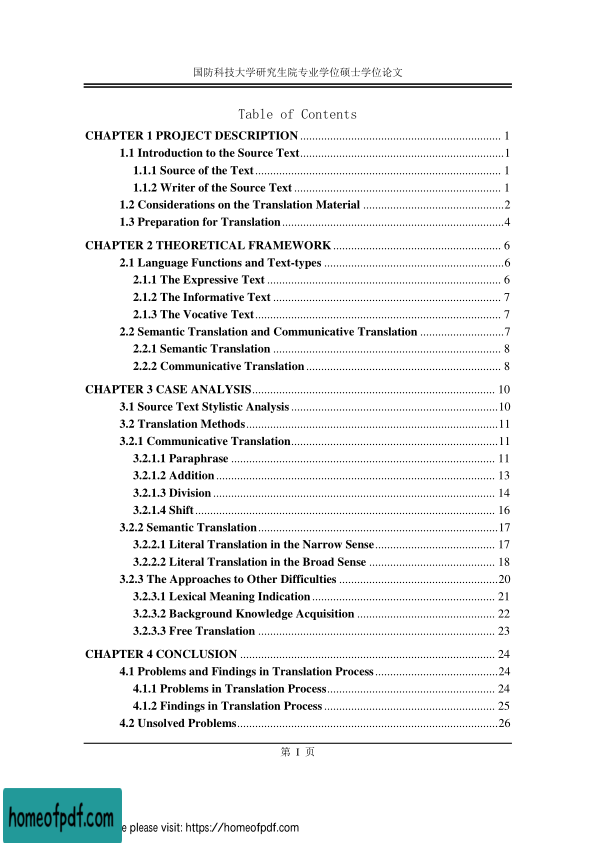 国防科技大学研究生院专业学位硕士学位论文
Table of Contents
CHAPTER 1 PROJECT DESCRIPTION ................................................................... 1
1.1 Introduction to the Source Text....................................................................1
1.1.1 Source of the Text.................................................................................. 1
1.1.2 Writer of the Source Text ..................................................................... 1
1.2 Considerations on the Translation Material ...............................................2
1.3 Preparation for Translation..........................................................................4
CHAPTER 2 THEORETICAL FRAMEWORK ........................................................ 6
2.1 Language Functions and Text-types ............................................................6
2.1.1 The Expressive Text .............................................................................. 6
2.1.2 The Informative Text ............................................................................ 7
2.1.3 The Vocative Text.................................................................................. 7
2.2 Semantic Translation and Communicative Translation ............................7
2.2.1 Semantic Translation ............................................................................ 8
2.2.2 Communicative Translation ................................................................. 8
CHAPTER 3 CASE ANALYSIS................................................................................. 10
3.1 Source Text Stylistic Analysis .....................................................................10
3.2 Translation Methods....................................................................................11
3.2.1 Communicative Translation.....................................................................11
3.2.1.1 Paraphrase ........................................................................................ 11
3.2.1.2 Addition............................................................................................. 13
3.2.1.3 Division .............................................................................................. 14
3.2.1.4 Shift.................................................................................................... 16
3.2.2 Semantic Translation................................................................................17
3.2.2.1 Literal Translation in the Narrow Sense........................................ 17
3.2.2.2 Literal Translation in the Broad Sense .......................................... 18
3.2.3 The Approaches to Other Difficulties .....................................................20
3.2.3.1 Lexical Meaning Indication............................................................. 21
3.2.3.2 Background Knowledge Acquisition .............................................. 22
3.2.3.3 Free Translation ............................................................................... 23
CHAPTER 4 CONCLUSION ..................................................................................... 24
4.1 Problems and Findings in Translation Process.........................................24
4.1.1 Problems in Translation Process........................................................ 24
4.1.2 Findings in Translation Process ......................................................... 25
4.2 Unsolved Problems.......................................................................................26
第 I 页
homeofpdf.com
e please visit: https://homeofpdf.com